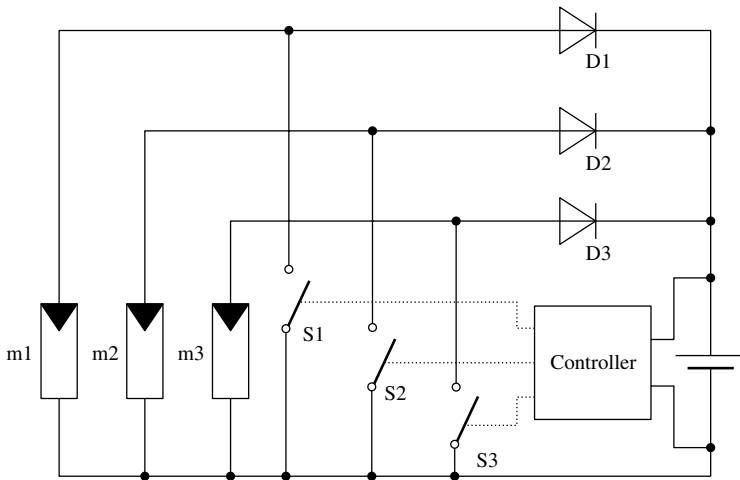 D1
D2
D3
m1
m2
m3
S1
S2
S3
Controller